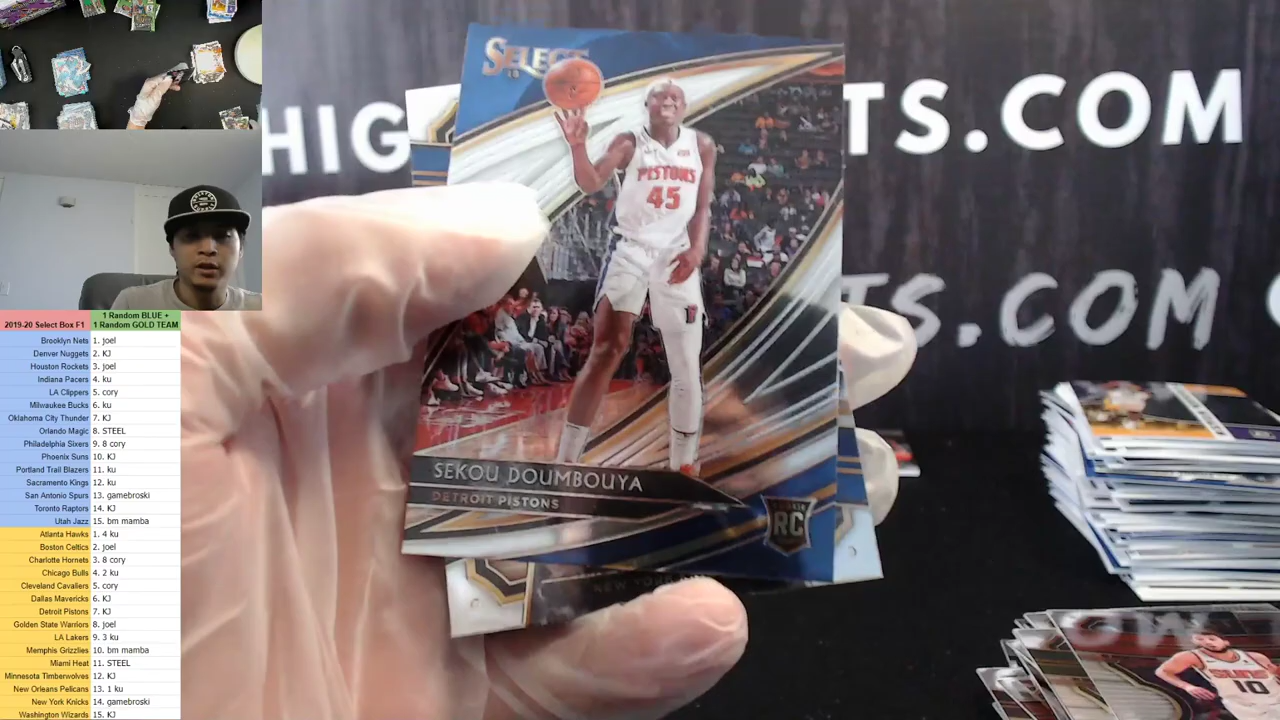 HIG TS.COM
TS.COM
SELECT
PISTONS
45
SEKOU DOUMBOUYA
DETROIT PISTONS
RC
NEW YORK
SUNS
10
2019-20 Select Box F1
1 Random BLUE +
1 Random GOLD TEAM
Brooklyn Nets 1. joel
Denver Nuggets 2. KJ
Houston Rockets 3. joel
Indiana Pacers 4. ku
LA Clippers 5. cory
Milwaukee Bucks 6. ku
Oklahoma City Thunder 7. KJ
Orlando Magic 8. STEEL
Philadelphia Sixers 9. 8 cory
Phoenix Suns 10. KJ
Portland Trail Blazers 11. ku
Sacramento Kings 12. ku
San Antonio Spurs 13. gamebroski
Toronto Raptors 14. KJ
Utah Jazz 15. bm mamba
Atlanta Hawks 1. 4 ku
Boston Celtics 2. joel
Charlotte Hornets 3. 8 cory
Chicago Bulls 4. 2 ku
Cleveland Cavaliers 5. cory
Dallas Mavericks 6. KJ
Detroit Pistons 7. KJ
Golden State Warriors 8. joel
LA Lakers 9. 3 ku
Memphis Grizzlies 10. bm mamba
Miami Heat 11. STEEL
Minnesota Timberwolves 12. KJ
New Orleans Pelicans 13. 1 ku
New York Knicks 14. gamebroski
Washington Wizards 15. KJ